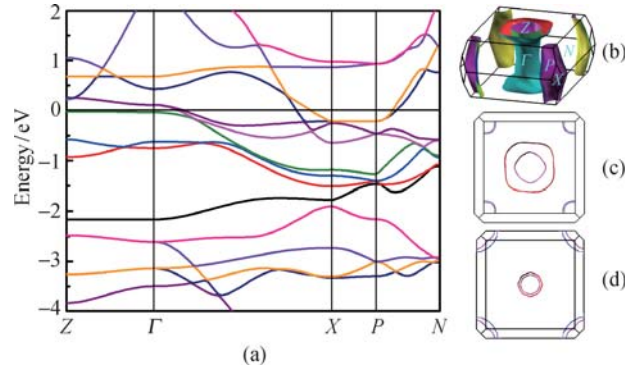 2
1
0
−1
−2
−3
−4
Energy/eV
Z
Γ
X
P
N
(a)
Z
Γ
N
P
X
(b)
(c)
(d)